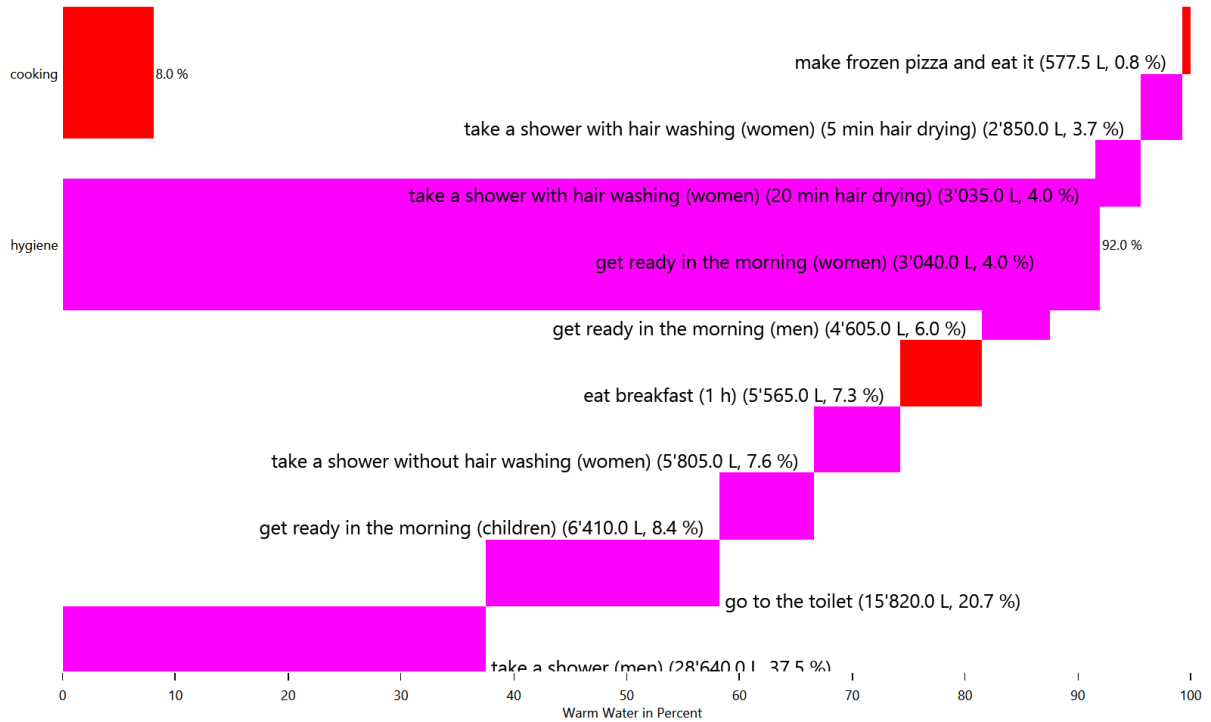 make frozen pizza and eat it (577.5 L, 0.8 %)
cooking
8.0 %
take a shower with hair washing (women) (5 min hair drying) (2'850.0 L, 3.7 %)
take a shower with hair washing (women) (20 min hair drying) (3'035.0 L, 4.0 %)
hygiene
92.0 %
get ready in the morning (women) (3'040.0 L, 4.0 %)
get ready in the morning (men) (4'605.0 L, 6.0 %)
eat breakfast (1 h) (5'565.0 L, 7.3 %)
take a shower without hair washing (women) (5'805.0 L, 7.6 %)
get ready in the morning (children) (6'410.0 L, 8.4 %)
go to the toilet (15'820.0 L, 20.7 %)
take a shower (men) (28'640.0 L, 37.5 %)
0 10 20 30 40 50 60 70 80 90 100
Warm Water in Percent